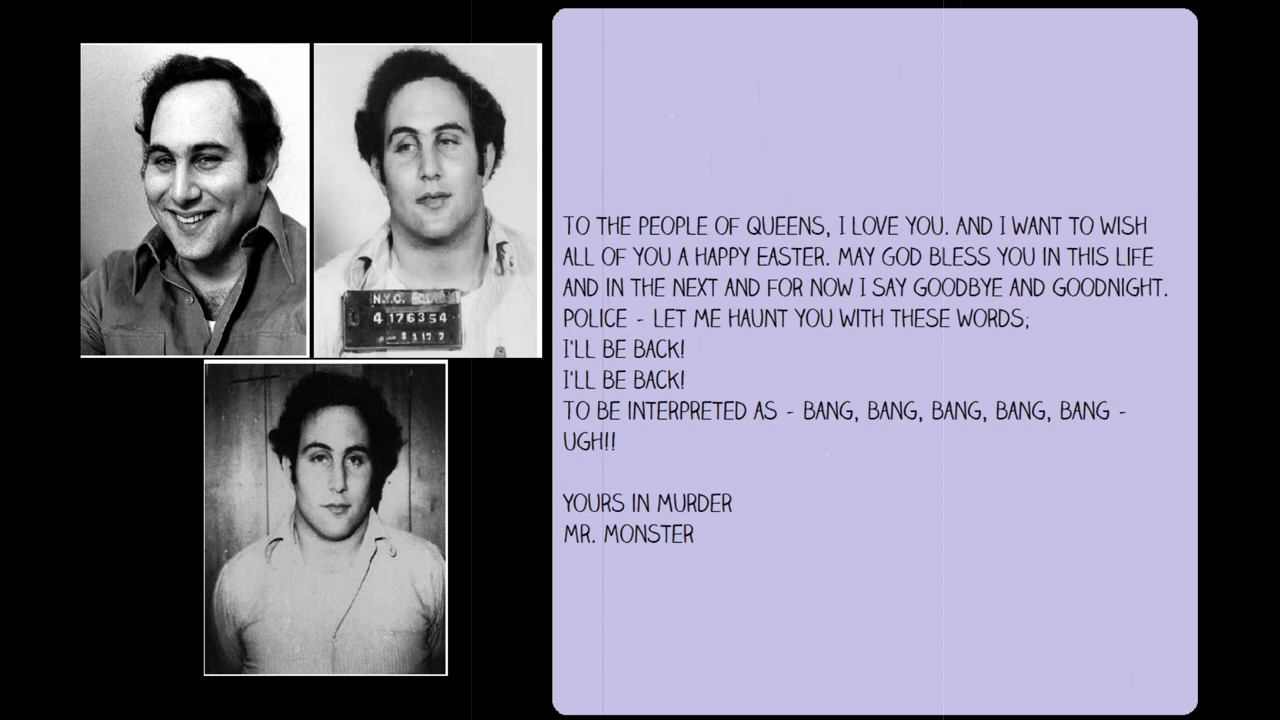 N.Y.C. POLICE
4 176354
TO THE PEOPLE OF QUEENS, I LOVE YOU. AND I WANT TO WISH
ALL OF YOU A HAPPY EASTER. MAY GOD BLESS YOU IN THIS LIFE
AND IN THE NEXT AND FOR NOW I SAY GOODBYE AND GOODNIGHT.
POLICE - LET ME HAUNT YOU WITH THESE WORDS;
I'LL BE BACK!
I'LL BE BACK!
TO BE INTERPRETED AS - BANG, BANG, BANG, BANG, BANG -
UGH!!
YOURS IN MURDER
MR. MONSTER